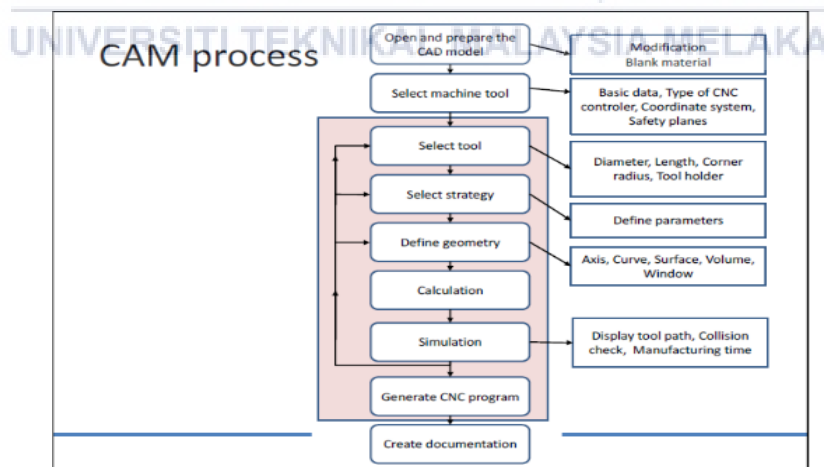 UNIVERSITI TEKNIKAL MALAYSIA MELAKA
CAM process
Open and prepare the
CAD model
Modification
Blank material
Select machine tool
Basic data, Type of CNC
controler, Coordinate system,
Safety planes
Select tool
Diameter, Length, Corner
radius, Tool holder
Select strategy
Define parameters
Define geometry
Axis, Curve, Surface, Volume,
Window
Calculation
Simulation
Display tool path, Collision
check, Manufacturing time
Generate CNC program
Create documentation